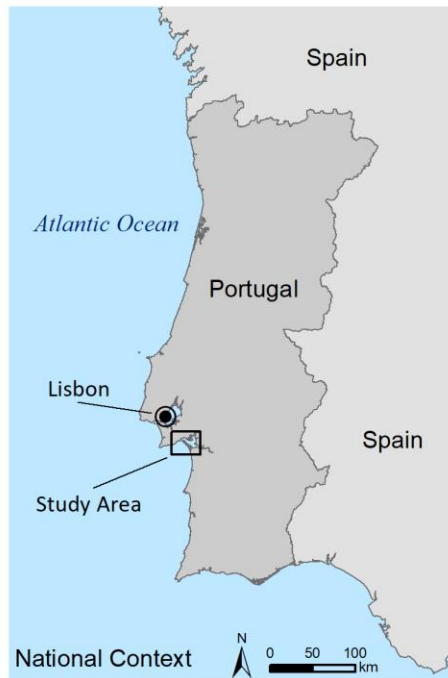 Spain
Atlantic Ocean
Portugal
Lisbon
Spain
Study Area
National Context
N
0 50 100
km